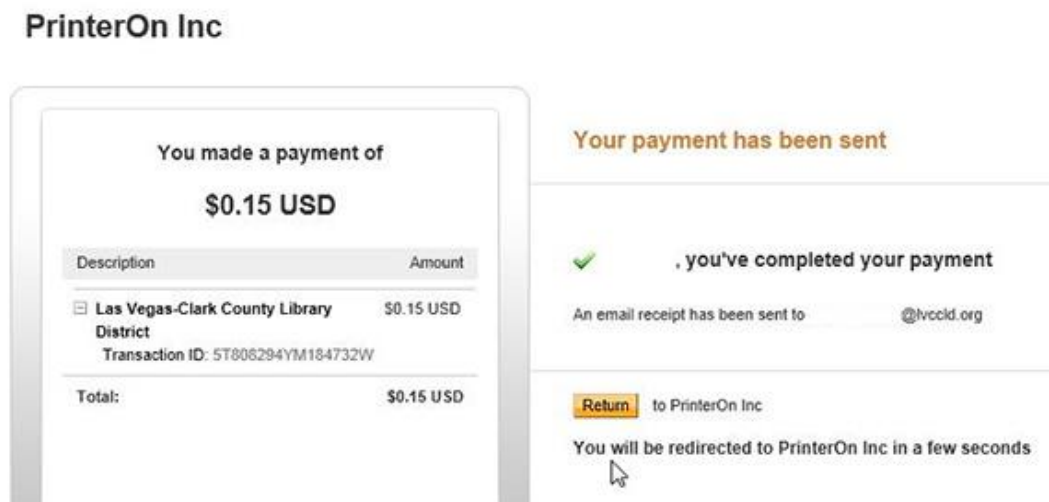 PrinterOn Inc
You made a payment of
$0.15 USD
Description Amount
Las Vegas-Clark County Library $0.15 USD
District
Transaction ID: 5T806294YM184732W
Total: $0.15 USD
Your payment has been sent
, you've completed your payment
An email receipt has been sent to @lvccld.org
Return to PrinterOn Inc
You will be redirected to PrinterOn Inc in a few seconds